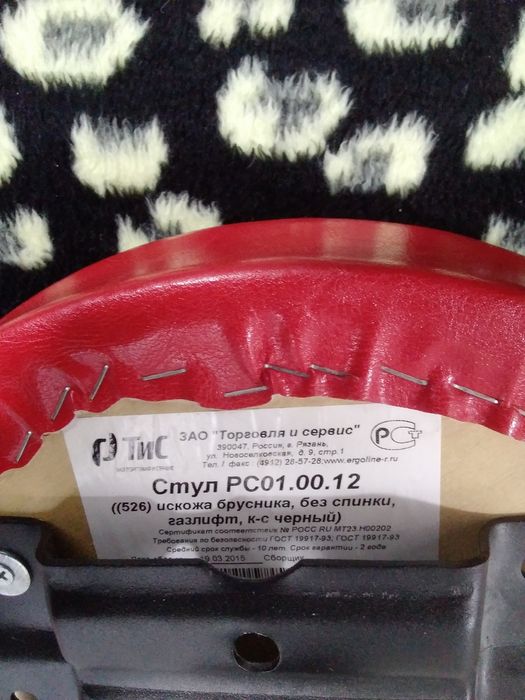 ТиС
ЗАО "Торговля и сервис"
390047, Россия, г. Рязань,
ул. Новоселковская, д. 9, стр.1
Тел. / факс (4912) 28-57-28;www.ergoline-r.ru
РСТ
Стул РС01.00.12
((526) искожа брусника, без спинки,
газлифт, к-с черный)
Сертификат соответствия № РОСС RU МТ23.Н00202
Требования по безопасности ГОСТ 19917-93; ГОСТ 19917-93
Средний срок службы - 10 лет Срок гарантии - 2 года
03.2015 Сборщик